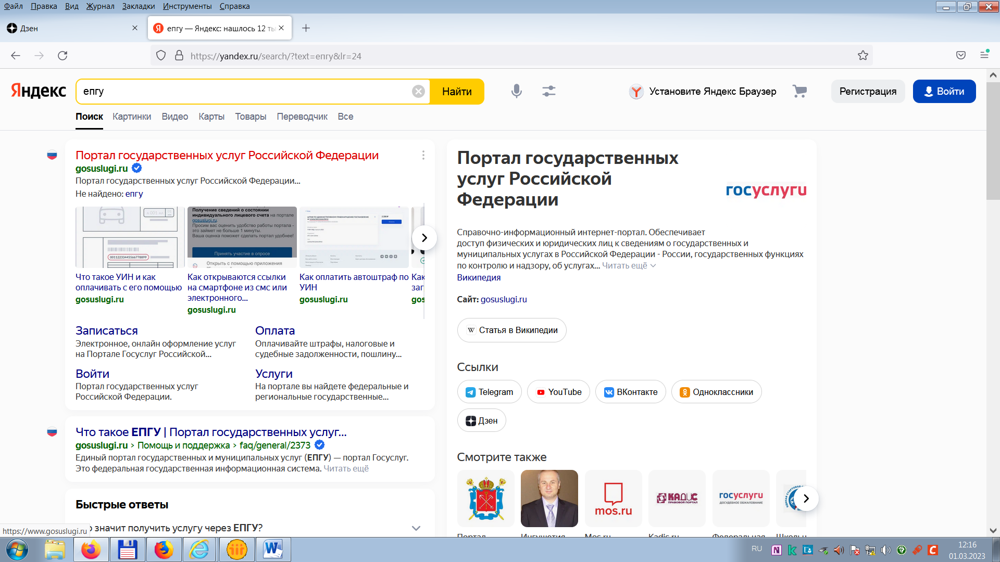 Файл Правка Вид Журнал Закладки Инструменты Справка
Дзен
епгу — Яндекс: нашлось 12 ты
https://yandex.ru/search/?text=епгу&lr=24
Яндекс
епгу
Найти
Установите Яндекс Браузер
Регистрация
Войти
Поиск Картинки Видео Карты Товары Переводчик Все
Портал государственных услуг Российской Федерации
gosuslugi.ru
Портал государственных услуг Российской Федерации...
Не найдено: епгу
Получение сведений о состоянии
индивидуального лицевого счета на портале
gosuslugi.ru.
Просим вас оценить удобство работы портала -
это займет не больше 1 минуты.
Ваша оценка поможет сделать портал удобнее!
Принять участие в опросе
Открыть с помощью приложения
00112233445566778899
Что такое УИН и как
оплачивать с его помощью
gosuslugi.ru
Как открываются ссылки
на смартфоне из смс или
электронного...
gosuslugi.ru
Как оплатить автоштраф по
УИН
gosuslugi.ru
Как
заг
gos
Записаться
Электронное, онлайн оформление услуг
на Портале Госуслуг Российской...
Оплата
Оплачивайте штрафы, налоговые и
судебные задолженности, пошлину...
Войти
Портал государственных услуг
Российской Федерации.
Услуги
На портале вы найдете федеральные и
региональные государственные...
Что такое ЕПГУ | Портал государственных услуг...
gosuslugi.ru › Помощь и поддержка › faq/general/2373
Единый портал государственных и муниципальных услуг (ЕПГУ) — портал Госуслуг.
Это федеральная государственная информационная система. Читать ещё
Быстрые ответы
о значит получить услугу через ЕПГУ?
https://www.gosuslugi.ru
Портал государственных
услуг Российской
Федерации
госуслуги
Справочно-информационный интернет-портал. Обеспечивает
доступ физических и юридических лиц к сведениям о государственных и
муниципальных услугах в Российской Федерации - России, государственных функциях
по контролю и надзору, об услугах... Читать ещё
Википедия
Сайт: gosuslugi.ru
W Статья в Википедии
Ссылки
Telegram YouTube ВКонтакте Одноклассники
Дзен
Смотрите также
mos.ru
КАДИС
ПРАВОВОЙ ПОРТАЛ
госуслуги
ДОСУДЕБНОЕ ОБЖАЛОВАНИЕ
Портал Ингушетия Mos.ru Kadis.ru Федеральная Школьн
RU
12:16
01.03.2023